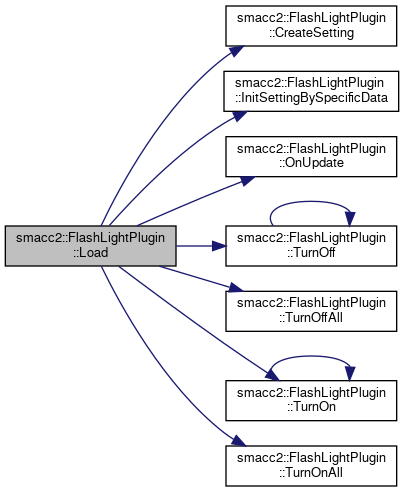 smacc2::FlashLightPlugin
::CreateSetting
smacc2::FlashLightPlugin
::InitSettingBySpecificData
smacc2::FlashLightPlugin
::OnUpdate
smacc2::FlashLightPlugin
::Load
smacc2::FlashLightPlugin
::TurnOff
smacc2::FlashLightPlugin
::TurnOffAll
smacc2::FlashLightPlugin
::TurnOn
smacc2::FlashLightPlugin
::TurnOnAll